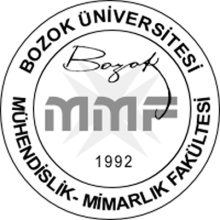 BOZOK ÜNİVERSİTESİ
Bozok
MMF
1992
MÜHENDİSLİK- MİMARLIK FAKÜLTESİ